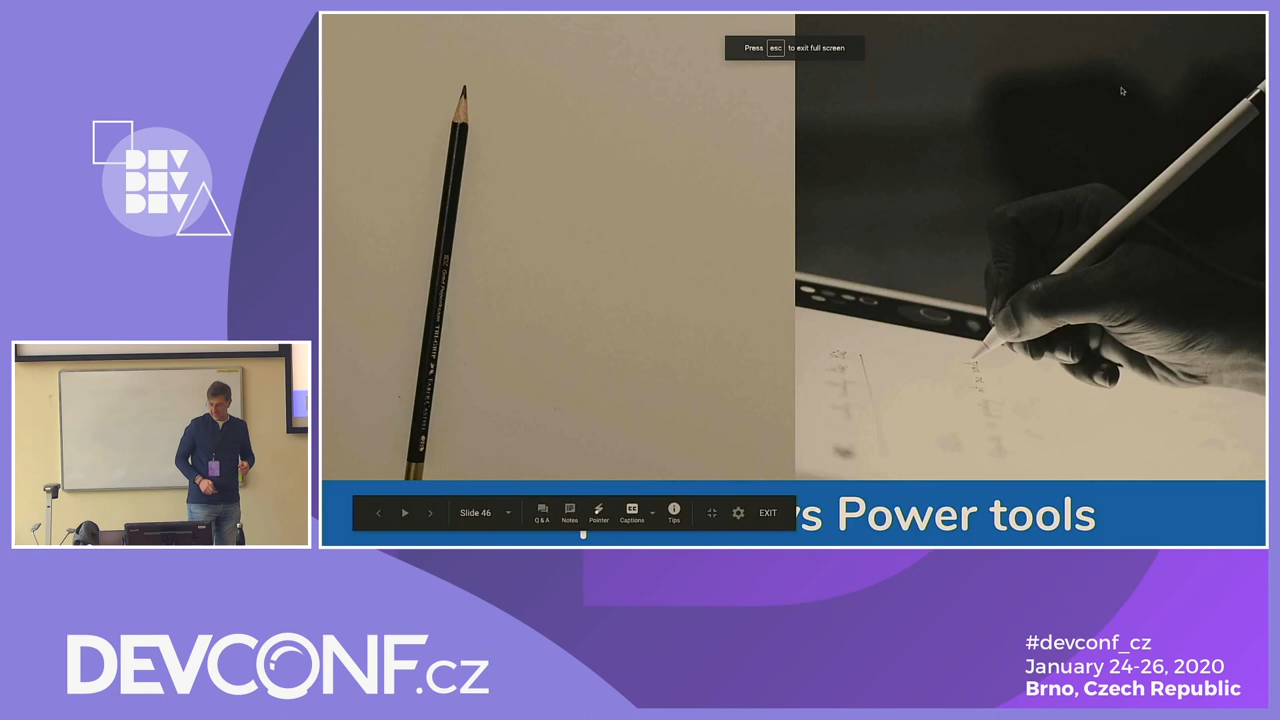 DEV
DEV
DEV
Press esc to exit full screen
Slide 46
Q & A
Notes
Pointer
CC
Captions
Tips
EXIT
Power tools
DEVCONF.cz
#devconf_cz
January 24-26, 2020
Brno, Czech Republic